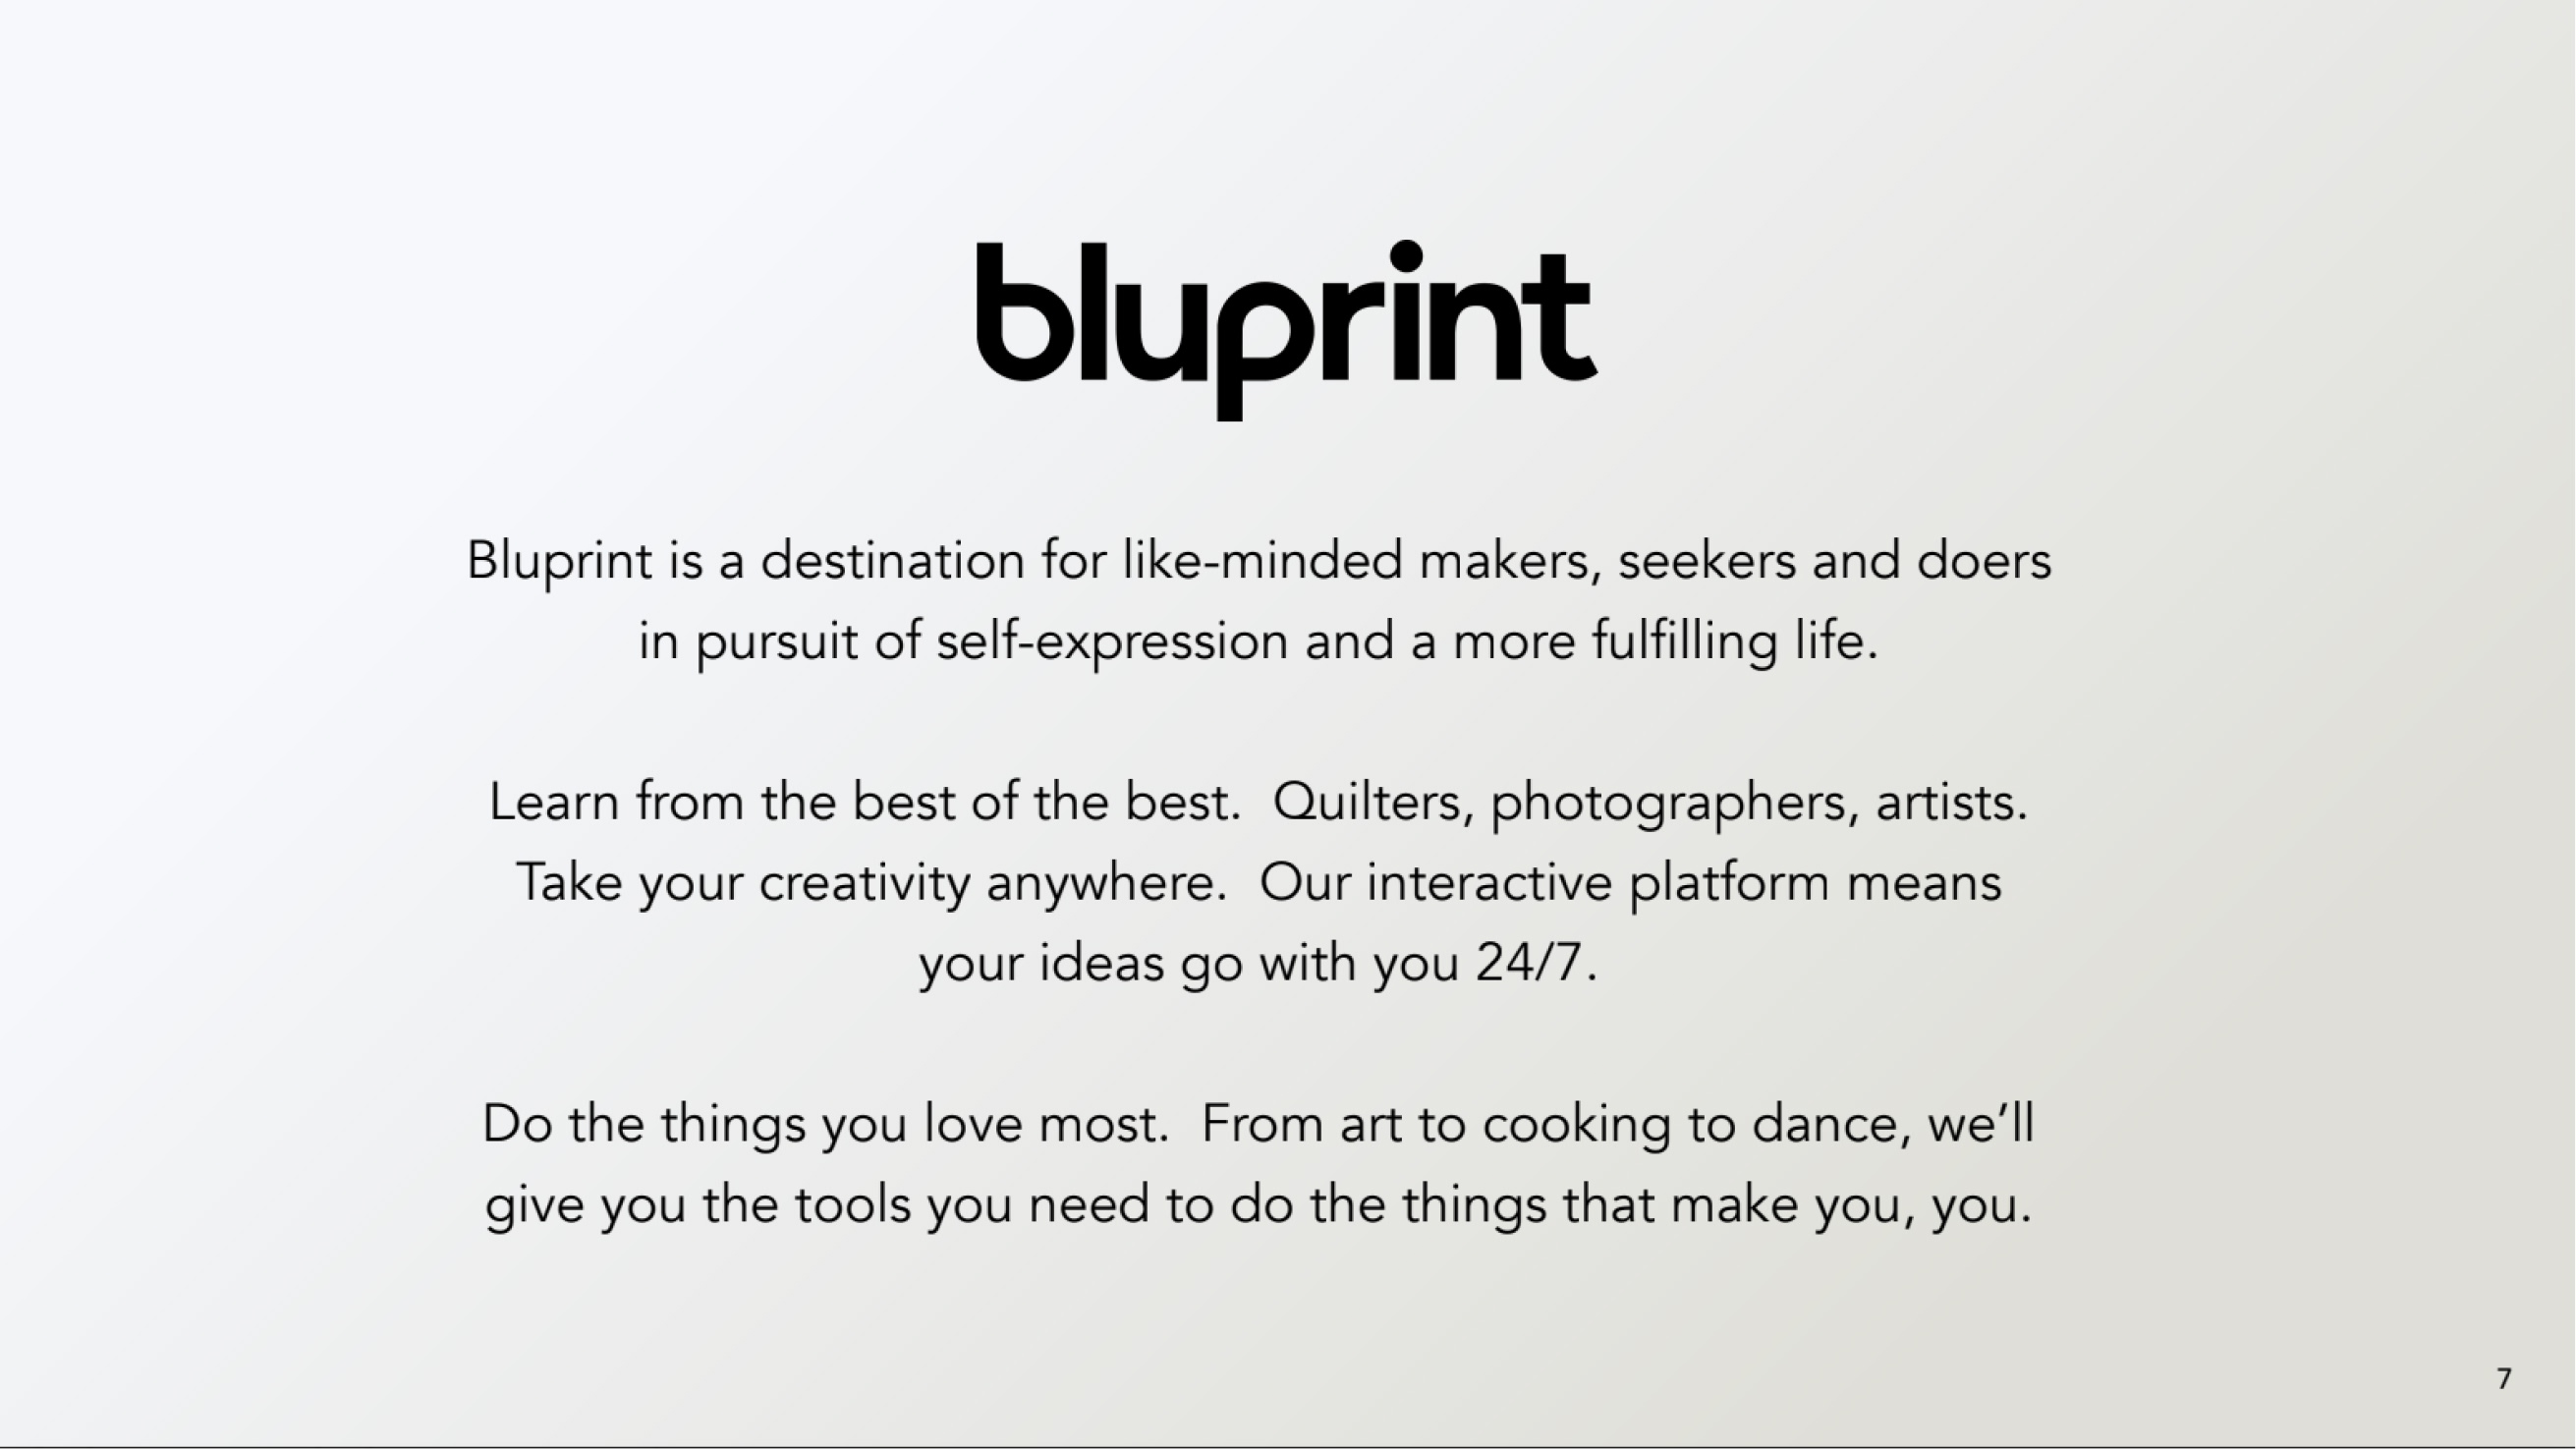 bluprint
Bluprint is a destination for like-minded makers, seekers and doers
in pursuit of self-expression and a more fulfilling life.
Learn from the best of the best.  Quilters, photographers, artists.
Take your creativity anywhere.  Our interactive platform means
your ideas go with you 24/7.
Do the things you love most.  From art to cooking to dance, we’ll
give you the tools you need to do the things that make you, you.
7